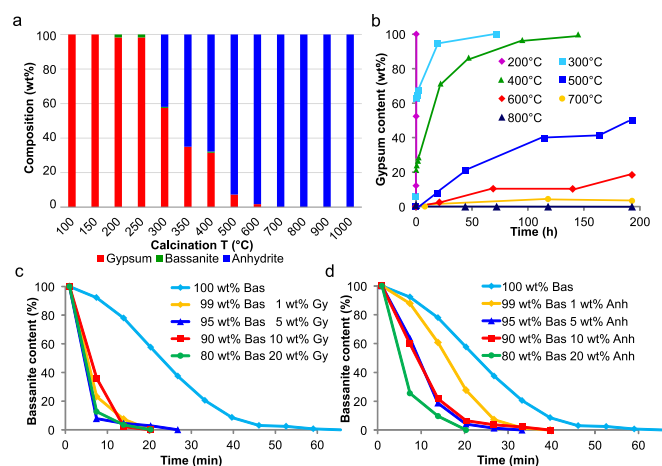 a
Composition (wt%)
100
80
60
40
20
0
100 150 200 250 300 350 400 500 600 700 800 900 1000
Calcination T (°C)
Gypsum Bassanite Anhydrite
b
Gypsum content (wt%)
100
80
60
40
20
0
200°C 300°C
400°C 500°C
600°C 700°C
800°C
0 50 100 150 200
Time (h)
c
Bassanite content (%)
100
80
60
40
20
0
100 wt% Bas
99 wt% Bas 1 wt% Gy
95 wt% Bas 5 wt% Gy
90 wt% Bas 10 wt% Gy
80 wt% Bas 20 wt% Gy
0 10 20 30 40 50 60
Time (min)
d
Bassanite content (%)
100
80
60
40
20
0
100 wt% Bas
99 wt% Bas 1 wt% Anh
95 wt% Bas 5 wt% Anh
90 wt% Bas 10 wt% Anh
80 wt% Bas 20 wt% Anh
0 10 20 30 40 50 60
Time (min)